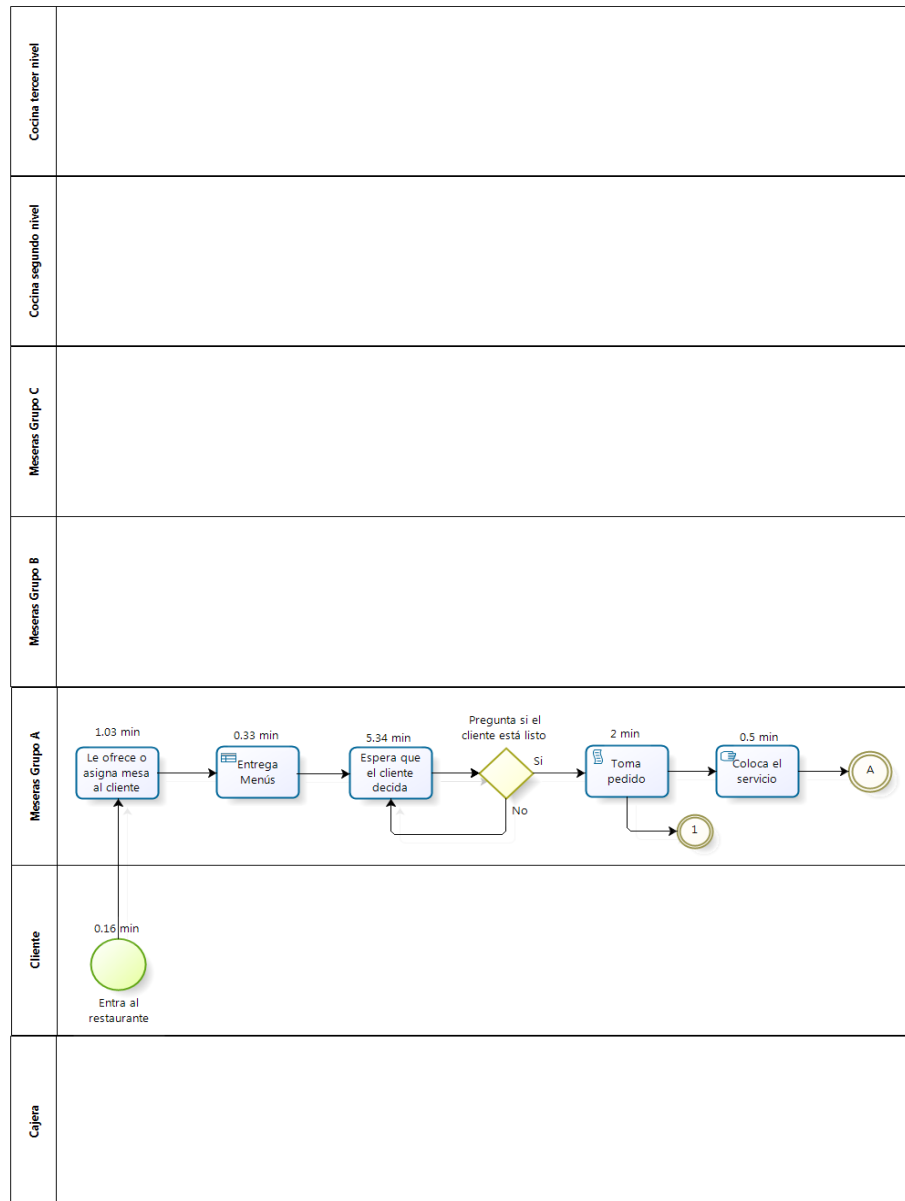 Cocina tercer nivel
Cocina segundo nivel
Meseras Grupo C
Meseras Grupo B
Meseras Grupo A
1.03 min
Le ofrece o
asigna mesa
al cliente
0.33 min
Entrega
Menús
5.34 min
Espera que
el cliente
decida
Pregunta si el
cliente está listo
Si
No
2 min
Toma
pedido
1
0.5 min
Coloca el
servicio
A
Cliente
0.16 min
Entra al
restaurante
Cajera